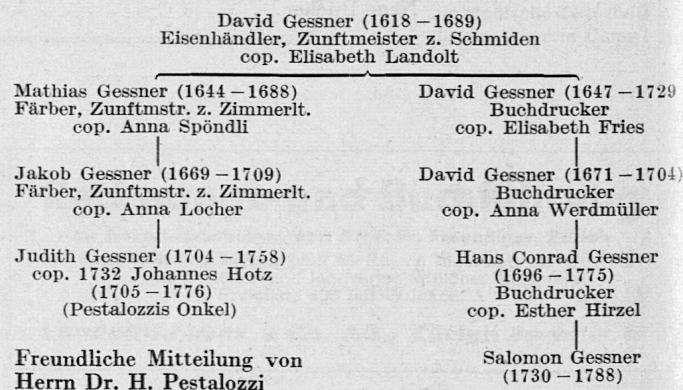 David Gessner (1618–1689)
Eisenhändler, Zunftmeister z. Schmiden
cop. Elisabeth Landolt
Mathias Gessner (1644–1688)
Färber, Zunftmstr. z. Zimmerlt.
cop. Anna Spöndli
Jakob Gessner (1669–1709)
Färber, Zunftmstr. z. Zimmerlt.
cop. Anna Locher
Judith Gessner (1704–1758)
cop. 1732 Johannes Hotz
(1705–1776)
(Pestalozzis Onkel)
Freundliche Mitteilung von
Herrn Dr. H. Pestalozzi
David Gessner (1647–1729
Buchdrucker
cop. Elisabeth Fries
David Gessner (1671–1704)
Buchdrucker
cop. Anna Werdmüller
Hans Conrad Gessner
(1696–1775)
Buchdrucker
cop. Esther Hirzel
Salomon Gessner
(1730–1788)